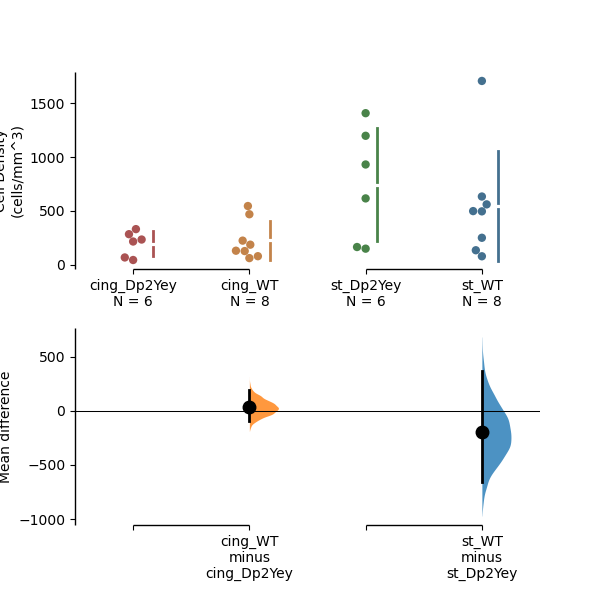 Cell Density
(cells/mm^3)
1500
1000
500
0
cing_Dp2Yey
N = 6
cing_WT
N = 8
st_Dp2Yey
N = 6
st_WT
N = 8
Mean difference
500
0
−500
−1000
cing_WT
minus
cing_Dp2Yey
st_WT
minus
st_Dp2Yey